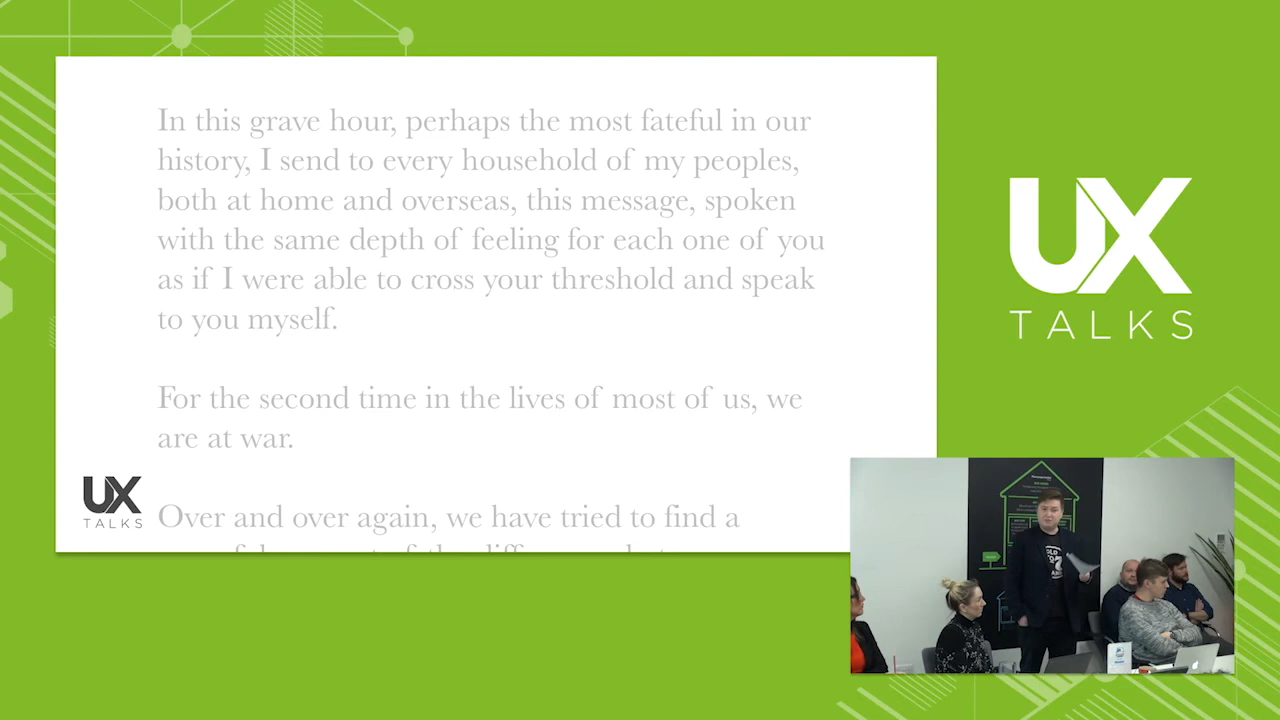 In this grave hour, perhaps the most fateful in our
history, I send to every household of my peoples,
both at home and overseas, this message, spoken
with the same depth of feeling for each one of you
as if I were able to cross your threshold and speak
to you myself.
For the second time in the lives of most of us, we
are at war.
Over and over again, we have tried to find a
UX
TALKS
UX
TALKS